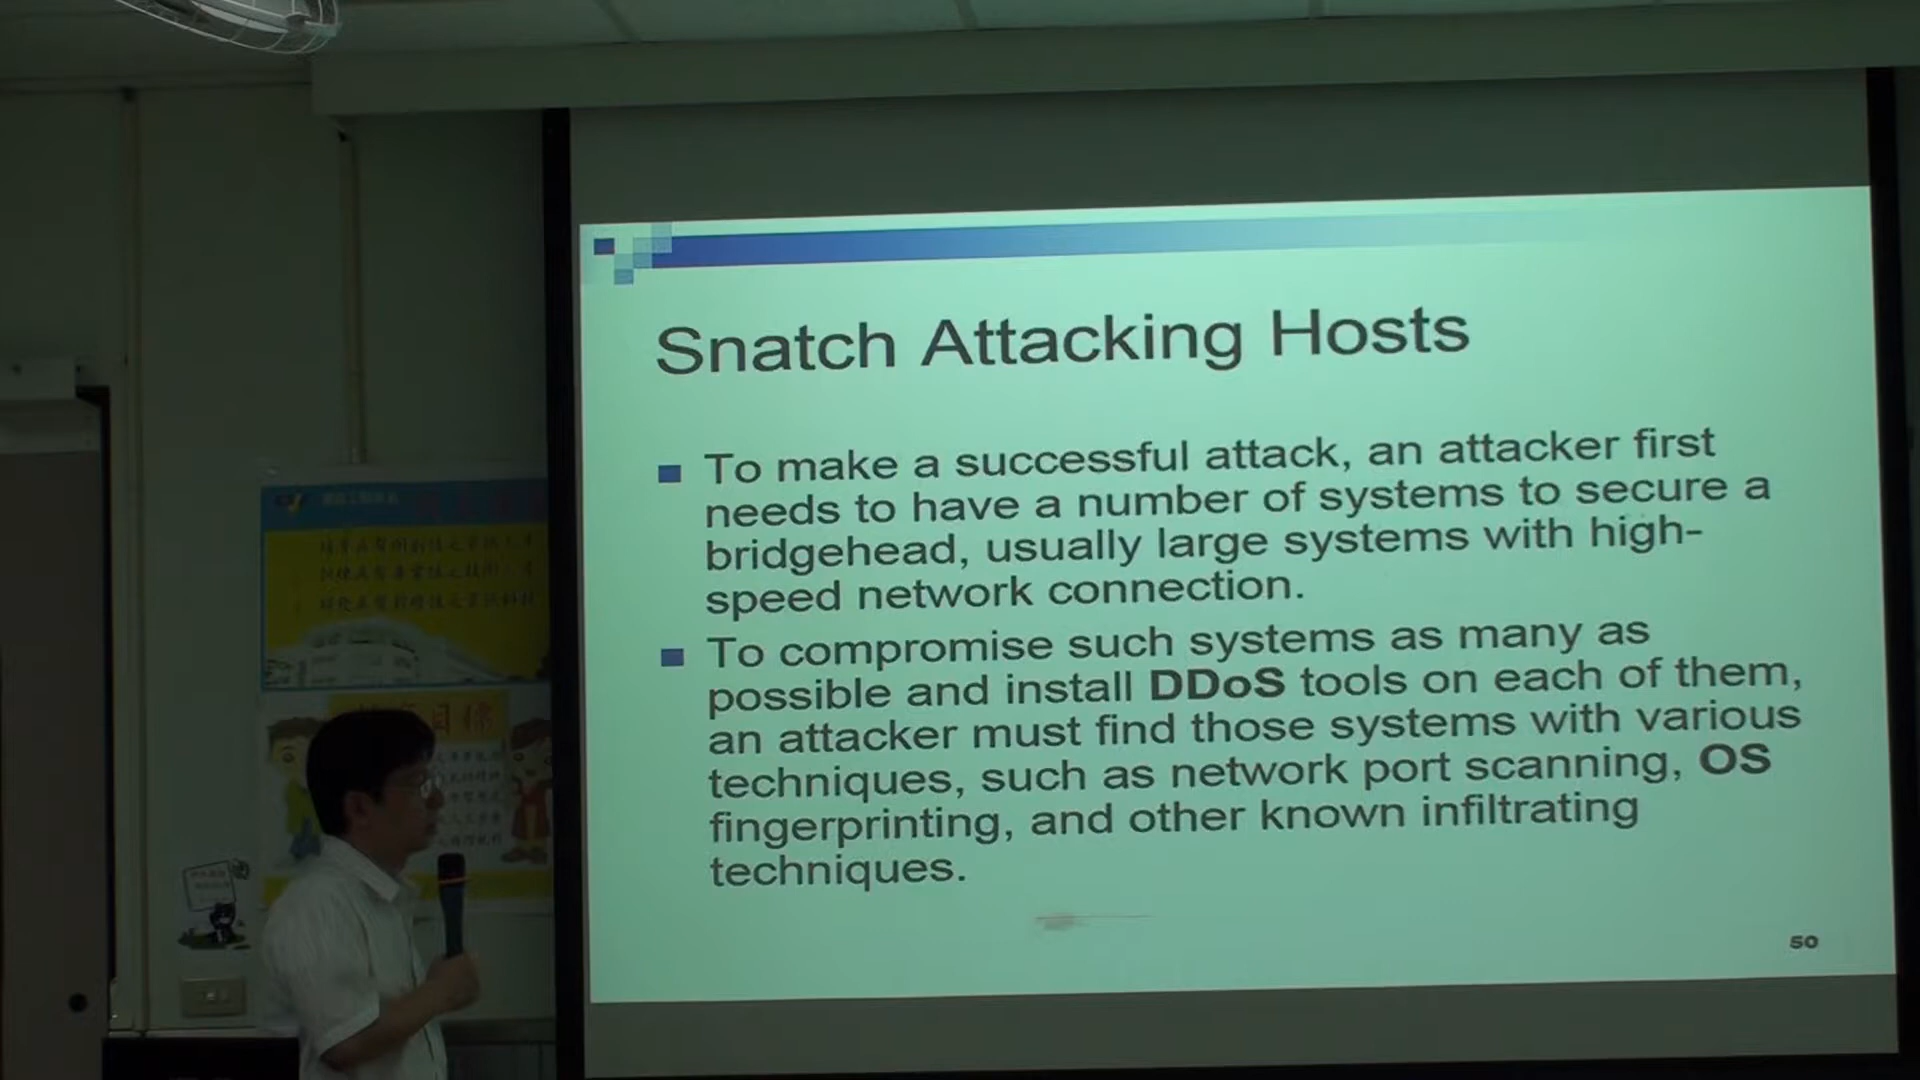 Snatch Attacking Hosts
To make a successful attack, an attacker first
needs to have a number of systems to secure a
bridgehead, usually large systems with high-
speed network connection.
To compromise such systems as many as
possible and install DDoS tools on each of them,
an attacker must find those systems with various
techniques, such as network port scanning, OS
fingerprinting, and other known infiltrating
techniques.
50
目標